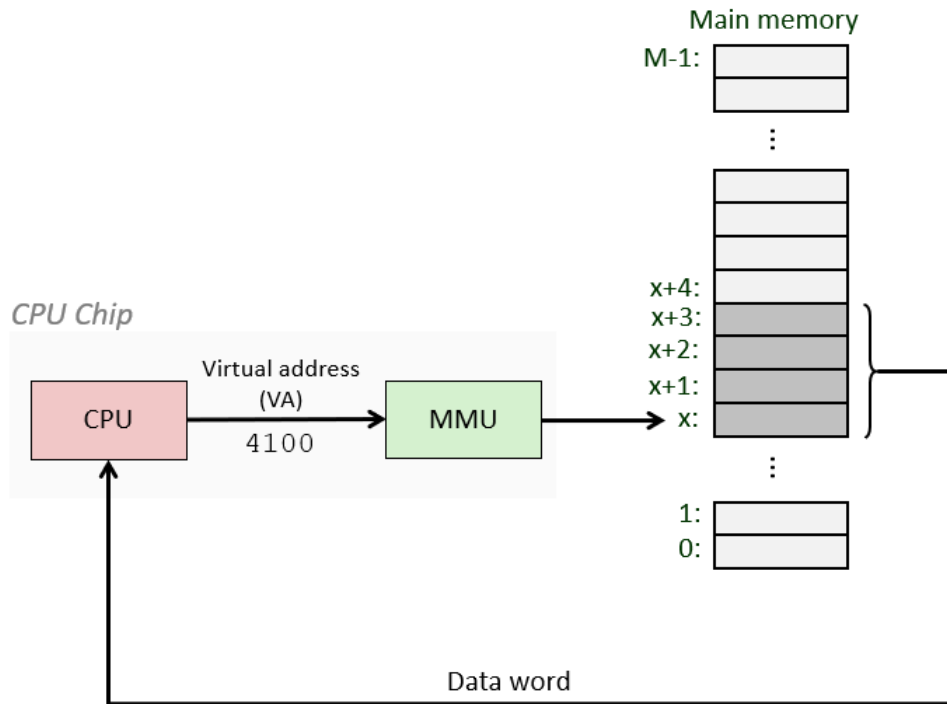 Main memory
M-1:
...
x+4:
x+3:
x+2:
x+1:
x:
...
1:
0:
CPU Chip
Virtual address
(VA)
4100
CPU
MMU
Data word